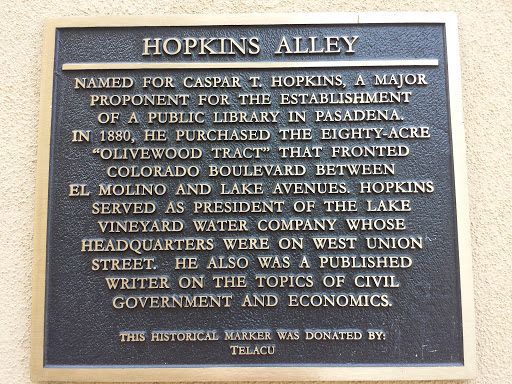 HOPKINS ALLEY
NAMED FOR CASPAR T. HOPKINS, A MAJOR
PROPONENT FOR THE ESTABLISHMENT
OF A PUBLIC LIBRARY IN PASADENA.
IN 1880, HE PURCHASED THE EIGHTY-ACRE
“OLIVEWOOD TRACT” THAT FRONTED
COLORADO BOULEVARD BETWEEN
EL MOLINO AND LAKE AVENUES. HOPKINS
SERVED AS PRESIDENT OF THE LAKE
VINEYARD WATER COMPANY WHOSE
HEADQUARTERS WERE ON WEST UNION
STREET. HE ALSO WAS A PUBLISHED
WRITER ON THE TOPICS OF CIVIL
GOVERNMENT AND ECONOMICS.
THIS HISTORICAL MARKER WAS DONATED BY:
TELACU